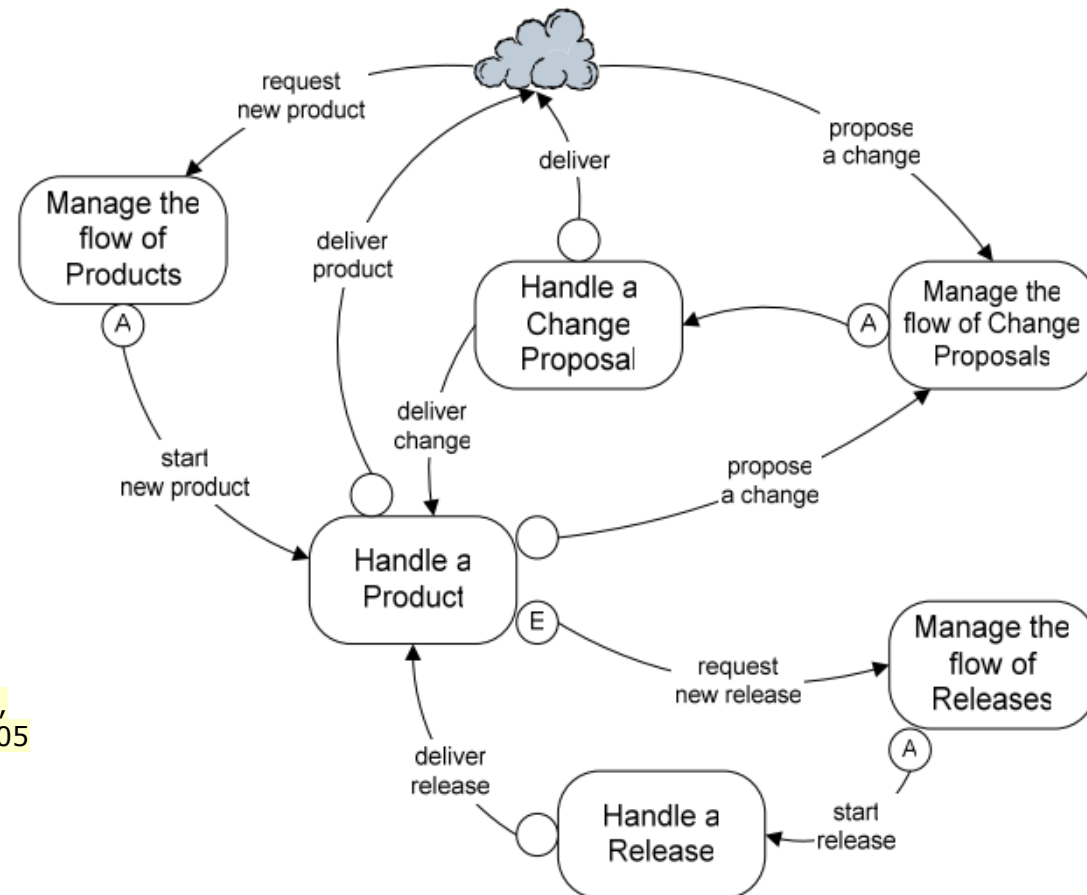 request
new product
propose
a change
deliver
Manage the
flow of
Products
A
deliver
product
Handle a
Change
Proposal
A
Manage the
flow of Change
Proposals
deliver
change
start
new product
propose
a change
Handle a
Product
E
request
new release
Manage the
flow of
Releases
A
,
05
deliver
release
Handle a
Release
start
release